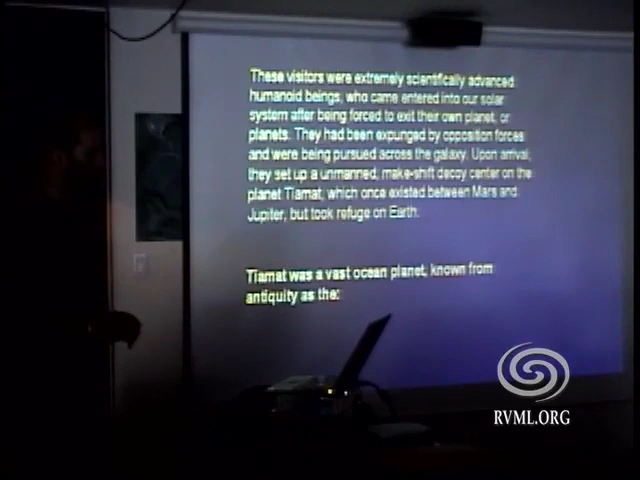 These visitors were extremely scientifically advanced
humanoid beings, who came entered into our solar
system after being forced to exit their own planet, or
planets. They had been expunged by opposition forces
and were being pursued across the galaxy. Upon arrival,
they set up a unmanned, make-shift decoy center on the
planet Tiamat, which once existed between Mars and
Jupiter, but took refuge on Earth.
Tiamat was a vast ocean planet, known from
antiquity as the:
RVML.ORG